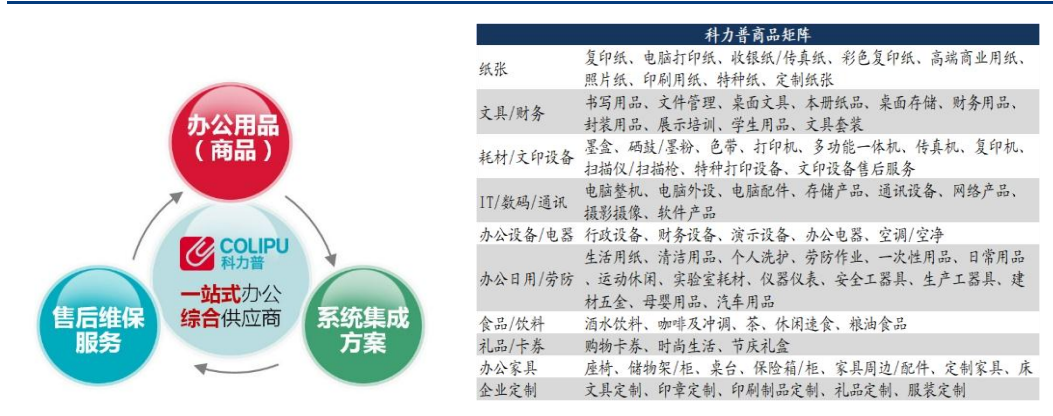 办公用品
（商品）
COLIPU
科力普
一站式办公
综合供应商
售后维保
服务
系统集成
方案
科力普商品矩阵
纸张
复印纸、电脑打印纸、收银纸/传真纸、彩色复印纸、高端商业用纸、
照片纸、印刷用纸、特种纸、定制纸张
文具/财务
书写用品、文件管理、桌面文具、本册纸品、桌面存储、财务用品、
封装用品、展示培训、学生用品、文具套装
耗材/文印设备
墨盒、硒鼓/墨粉、色带、打印机、多功能一体机、传真机、复印机、
扫描仪/扫描枪、特种打印设备、文印设备售后服务
IT/数码/通讯
电脑整机、电脑外设、电脑配件、存储产品、通讯设备、网络产品、
摄影摄像、软件产品
办公设备/电器
行政设备、财务设备、演示设备、办公电器、空调/空净
办公日用/劳防
生活用纸、清洁用品、个人洗护、劳防作业、一次性用品、日常用品
、运动休闲、实验室耗材、仪器仪表、安全工器具、生产工器具、建
材五金、母婴用品、汽车用品
食品/饮料
酒水饮料、咖啡及冲调、茶、休闲速食、粮油食品
礼品/卡券
购物卡券、时尚生活、节庆礼盒
办公家具
座椅、储物架/柜、桌台、保险箱/柜、家具周边/配件、定制家具、床
企业定制
文具定制、印章定制、印刷制品定制、礼品定制、服装定制